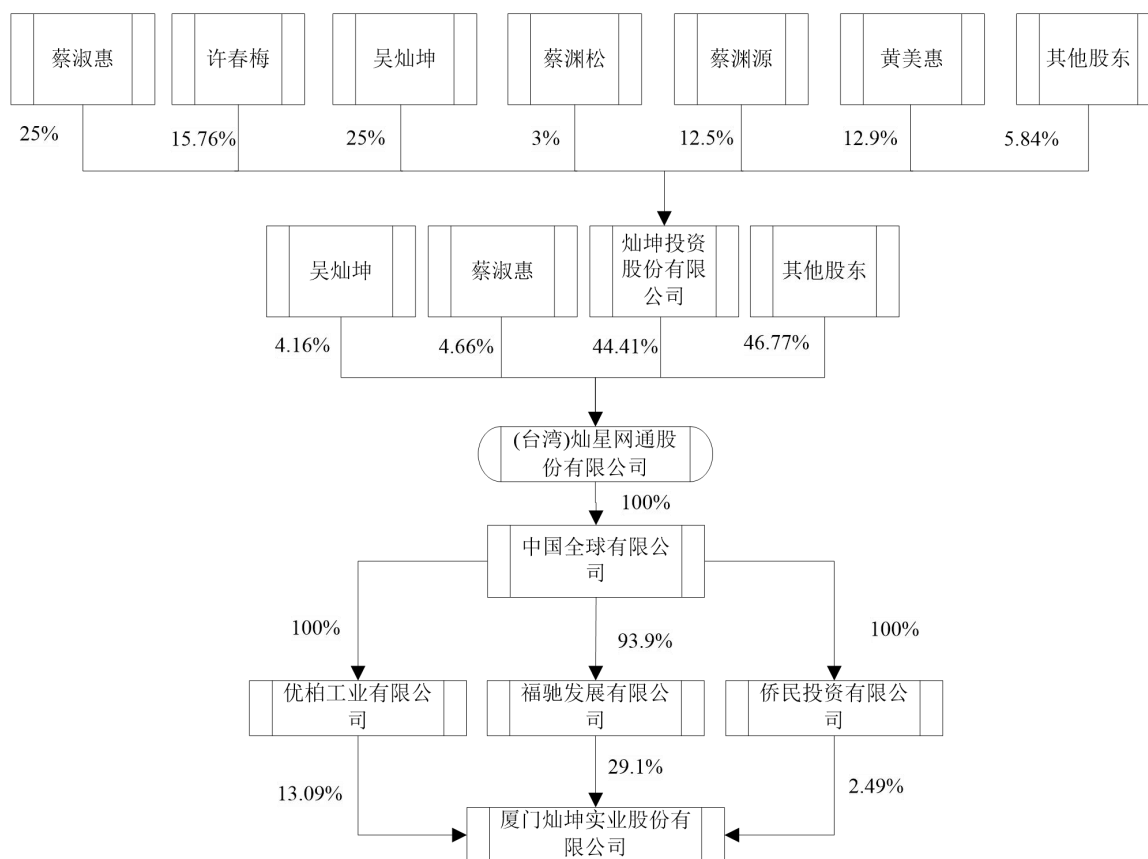 蔡淑惠
许春梅
吴灿坤
蔡渊松
蔡渊源
黄美惠
其他股东
25%
15.76%
25%
3%
12.5%
12.9%
5.84%
吴灿坤
蔡淑惠
灿坤投资
股份有限
公司
其他股东
4.16%
4.66%
44.41%
46.77%
(台湾)灿星网通股
份有限公司
100%
中国全球有限公
司
100%
93.9%
100%
优柏工业有限公
司
福驰发展有限公
司
侨民投资有限公
司
13.09%
29.1%
2.49%
厦门灿坤实业股份有
限公司